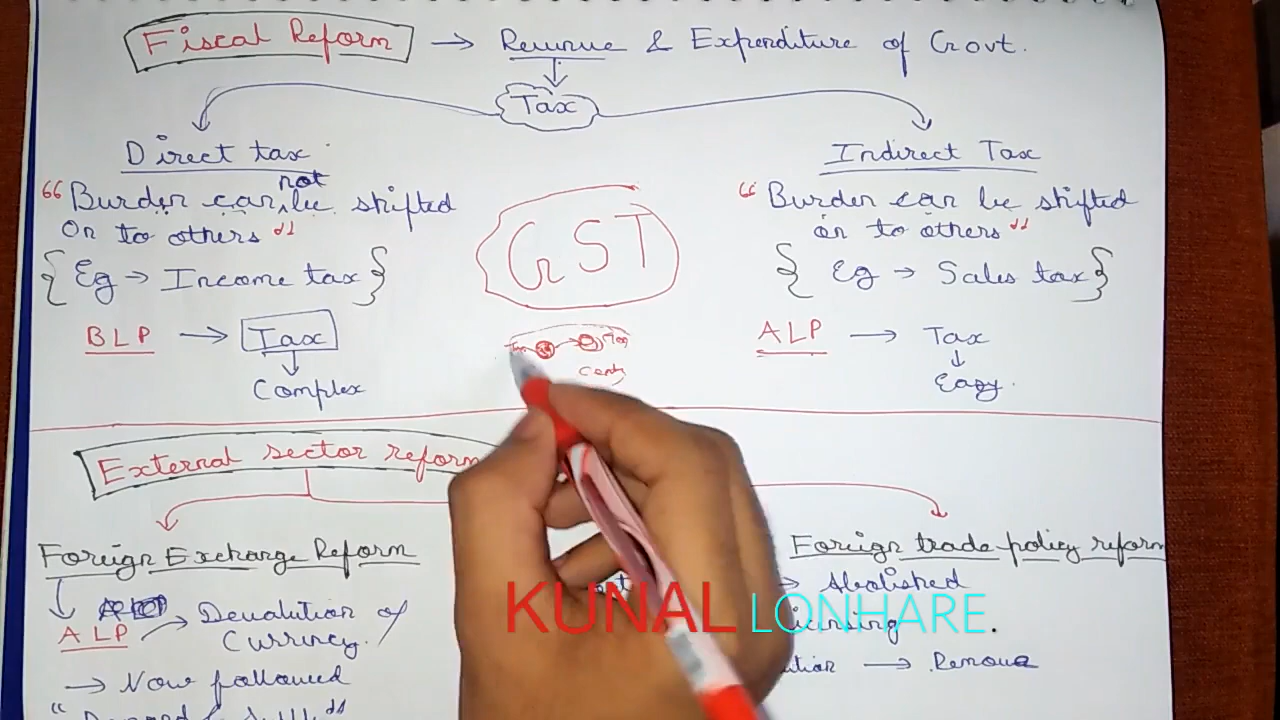 Fiscal Reform → Revenue & Expenditure of Govt.
Tax
Direct tax
Indirect Tax
"Burden can not be shifted
On to others"
{Eg → Income tax}
BLP → Tax
Complex
GST
"Burden can be shifted
on to others"
{Eg → Sales tax}
ALP → Tax
Easy.
External sector reform
Foreign Exchange Reform
ALP → Devalution of
Currency.
→ Now followed
Foreign trade policy reform
→ Abolished
→ Remove
KUNAL LONHARE.